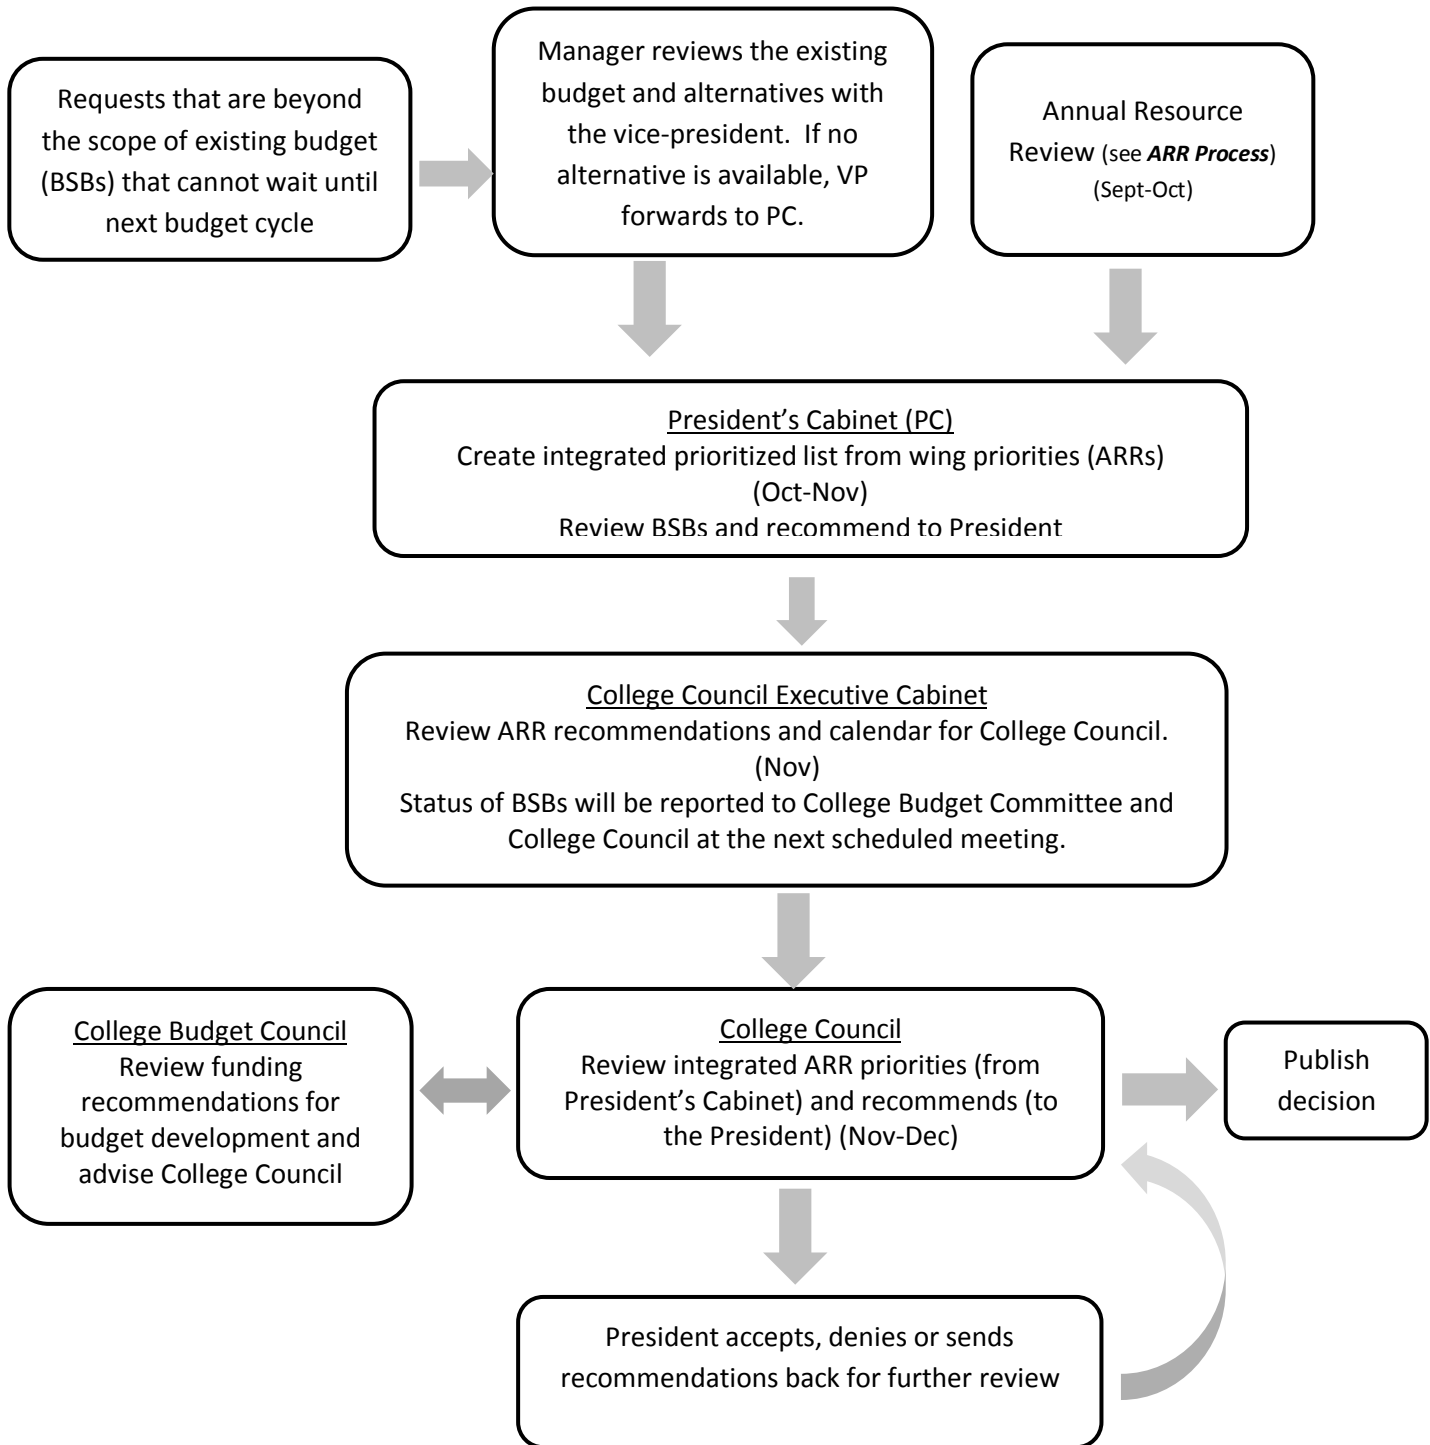 Requests that are beyond
the scope of existing budget
(BSBs) that cannot wait until
next budget cycle
Manager reviews the existing
budget and alternatives with
the vice-president.  If no
alternative is available, VP
forwards to PC.
Annual Resource
Review (see ARR Process)
(Sept-Oct)
President’s Cabinet (PC)
Create integrated prioritized list from wing priorities (ARRs)
(Oct-Nov)
Review BSBs and recommend to President
College Council Executive Cabinet
Review ARR recommendations and calendar for College Council.
(Nov)
Status of BSBs will be reported to College Budget Committee and
College Council at the next scheduled meeting.
College Budget Council
Review funding
recommendations for
budget development and
advise College Council
College Council
Review integrated ARR priorities (from
President’s Cabinet) and recommends (to
the President) (Nov-Dec)
Publish
decision
President accepts, denies or sends
recommendations back for further review